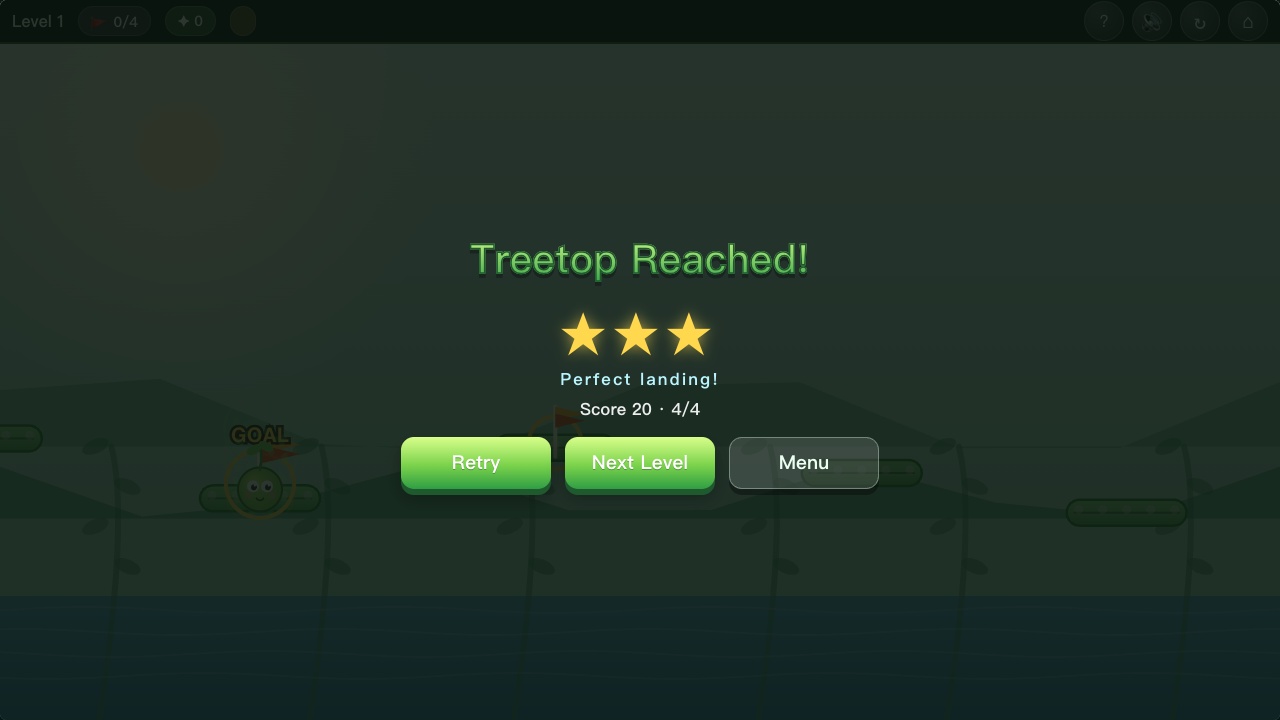 Level 1 0/4 ✦ 0 ?
Treetop Reached!
Perfect landing!
Score 20 · 4/4
GOAL
Retry Next Level Menu